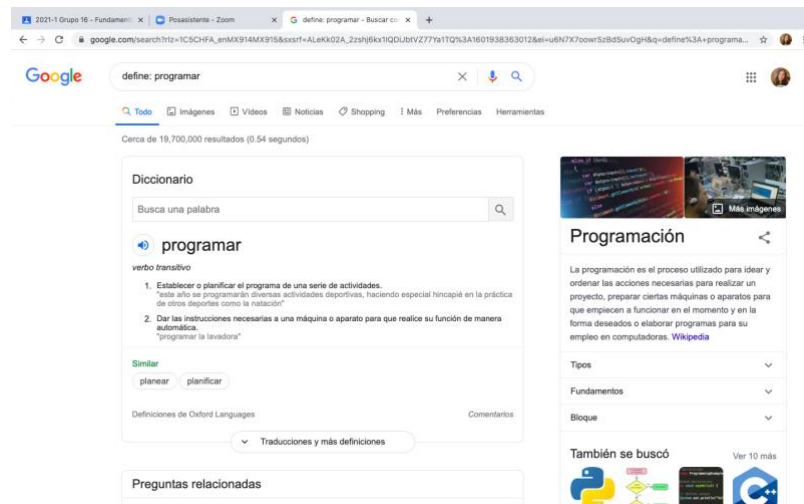 2021-1 Grupo 16 - Fundament
Posasistente - Zoom
define: programar - Buscar co
google.com/search?rlz=1C5CHFA_enMX914MX915&sxsrf=ALeKk02A_2zshj6kx1IQDiJbtVZ77Ya1TQ%3A1601938363012&ei=u6N7X7oowrSzBdSuvOgH&q=define%3A+programa...
Google
define: programar
Todo Imágenes Videos Noticias Shopping Más Preferencias Herramientas
Cerca de 19,700,000 resultados (0.54 segundos)
Diccionario
Busca una palabra
programar
verbo transitivo
1. Establecer o planificar el programa de una serie de actividades.
"este año se programarán diversas actividades deportivas, haciendo especial hincapié en la práctica
de otros deportes como la natación"
2. Dar las instrucciones necesarias a una máquina o aparato para que realice su función de manera
automática.
"programar la lavadora"
Similar
planear planificar
Definiciones de Oxford Languages Comentarios
Traducciones y más definiciones
Preguntas relacionadas
Más imágenes
Programación
La programación es el proceso utilizado para idear y
ordenar las acciones necesarias para realizar un
proyecto, preparar ciertas máquinas o aparatos para
que empiecen a funcionar en el momento y en la
forma deseados o elaborar programas para su
empleo en computadoras. Wikipedia
Tipos
Fundamentos
Bloque
También se buscó Ver 10 más